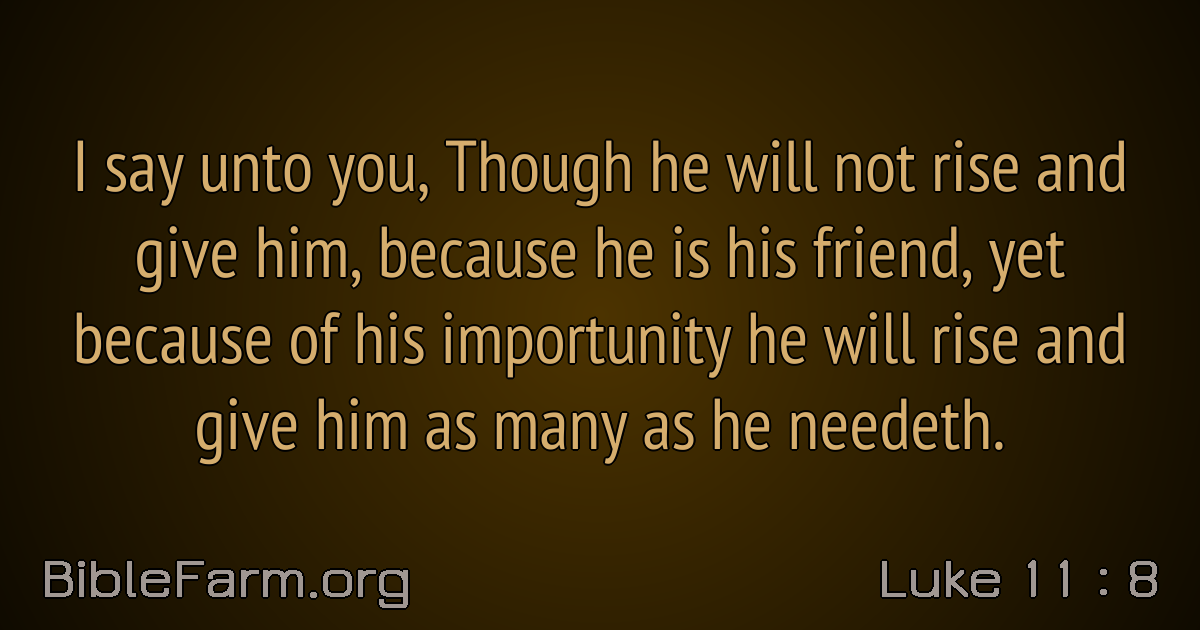 I say unto you, Though he will not rise and
give him, because he is his friend, yet
because of his importunity he will rise and
give him as many as he needeth.
BibleFarm.org
Luke 11 : 8